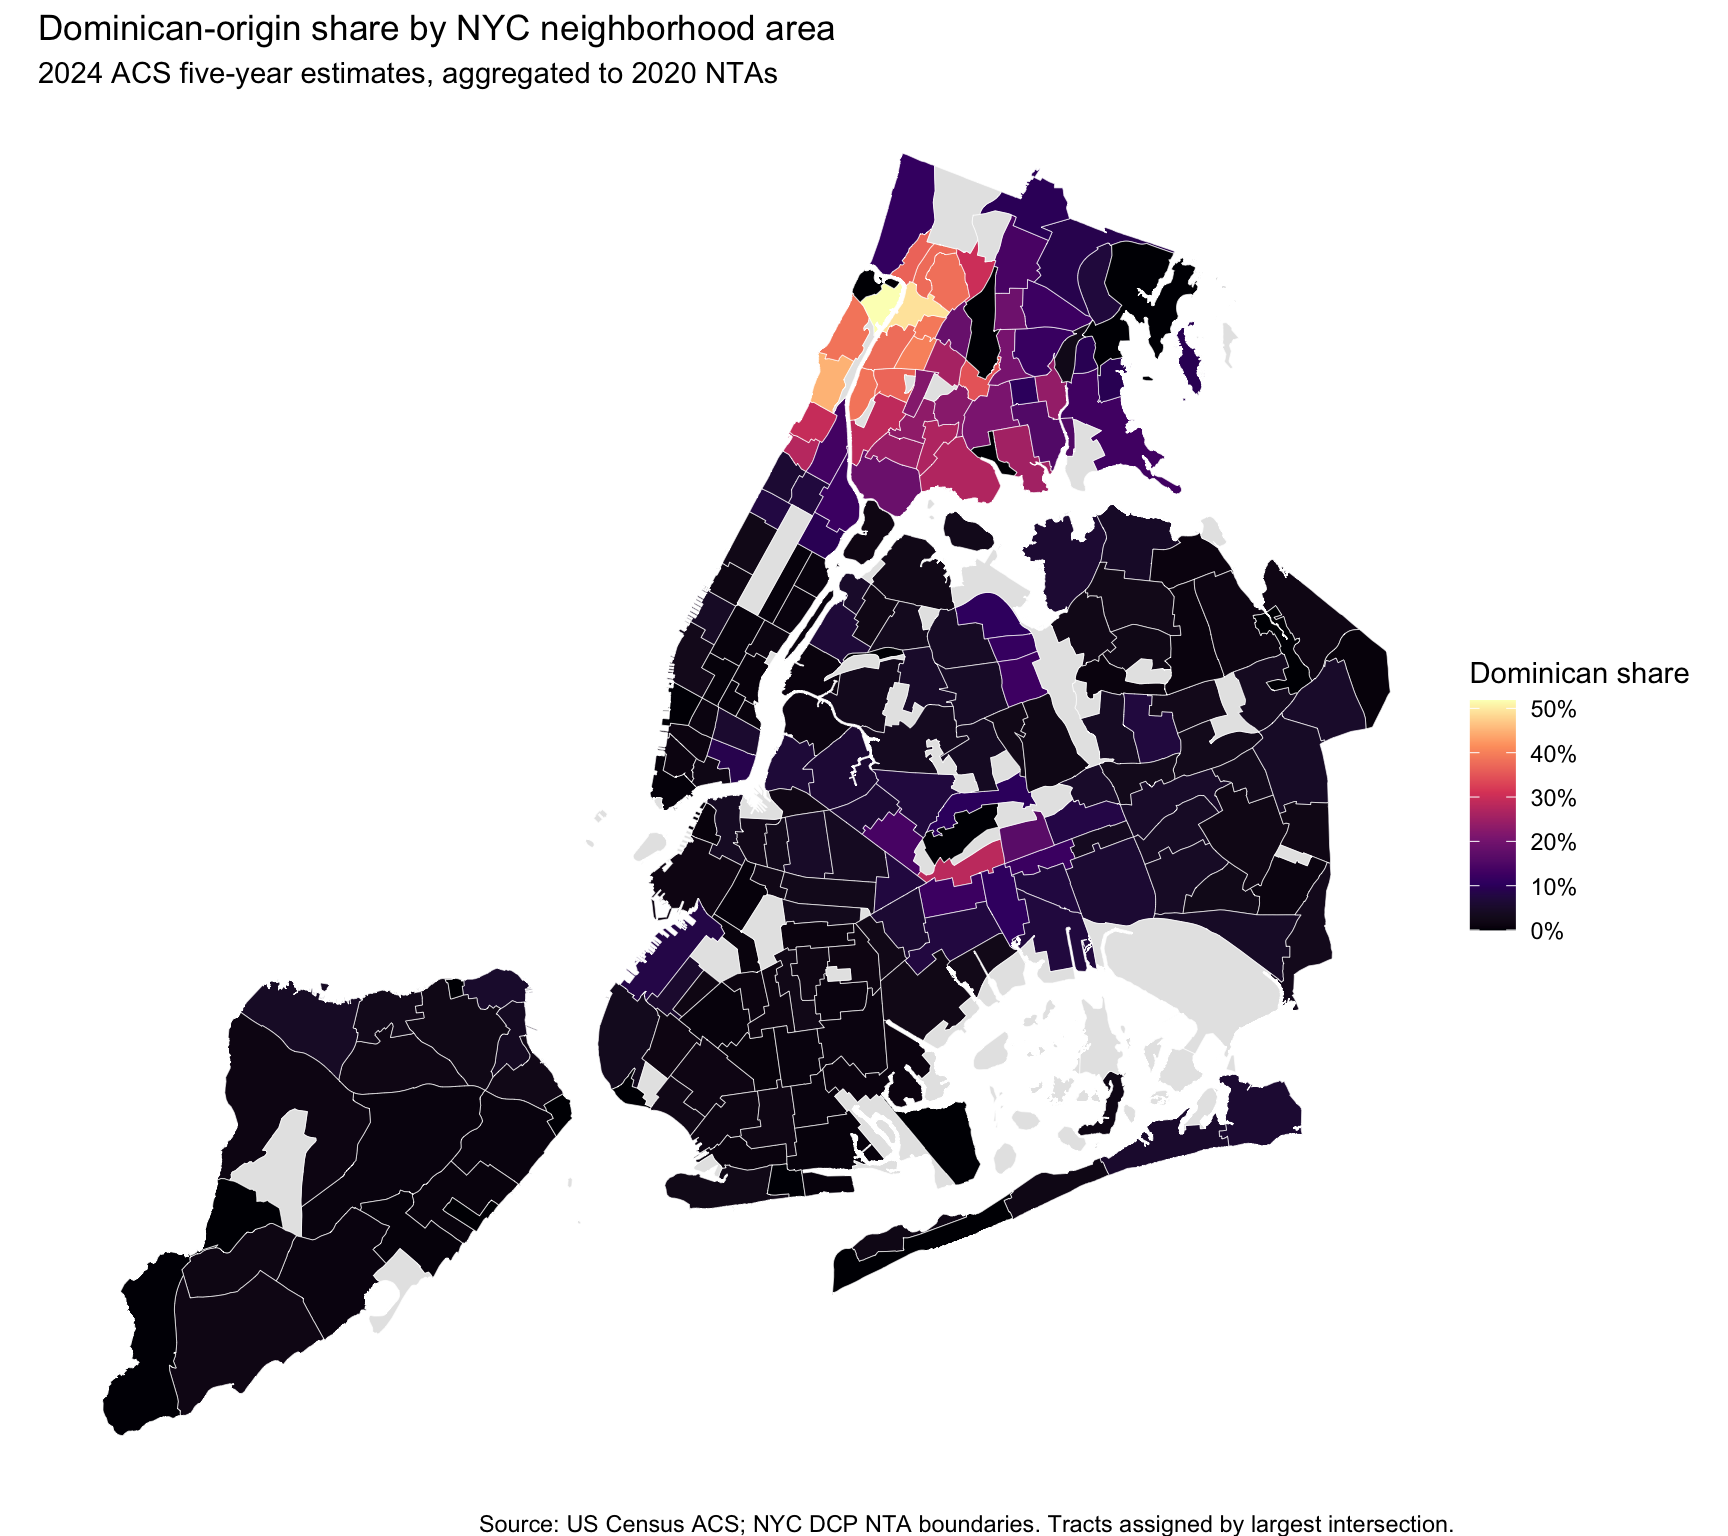 Dominican-origin share by NYC neighborhood area
2024 ACS five-year estimates, aggregated to 2020 NTAs
Dominican share
50%
40%
30%
20%
10%
0%
Source: US Census ACS; NYC DCP NTA boundaries. Tracts assigned by largest intersection.